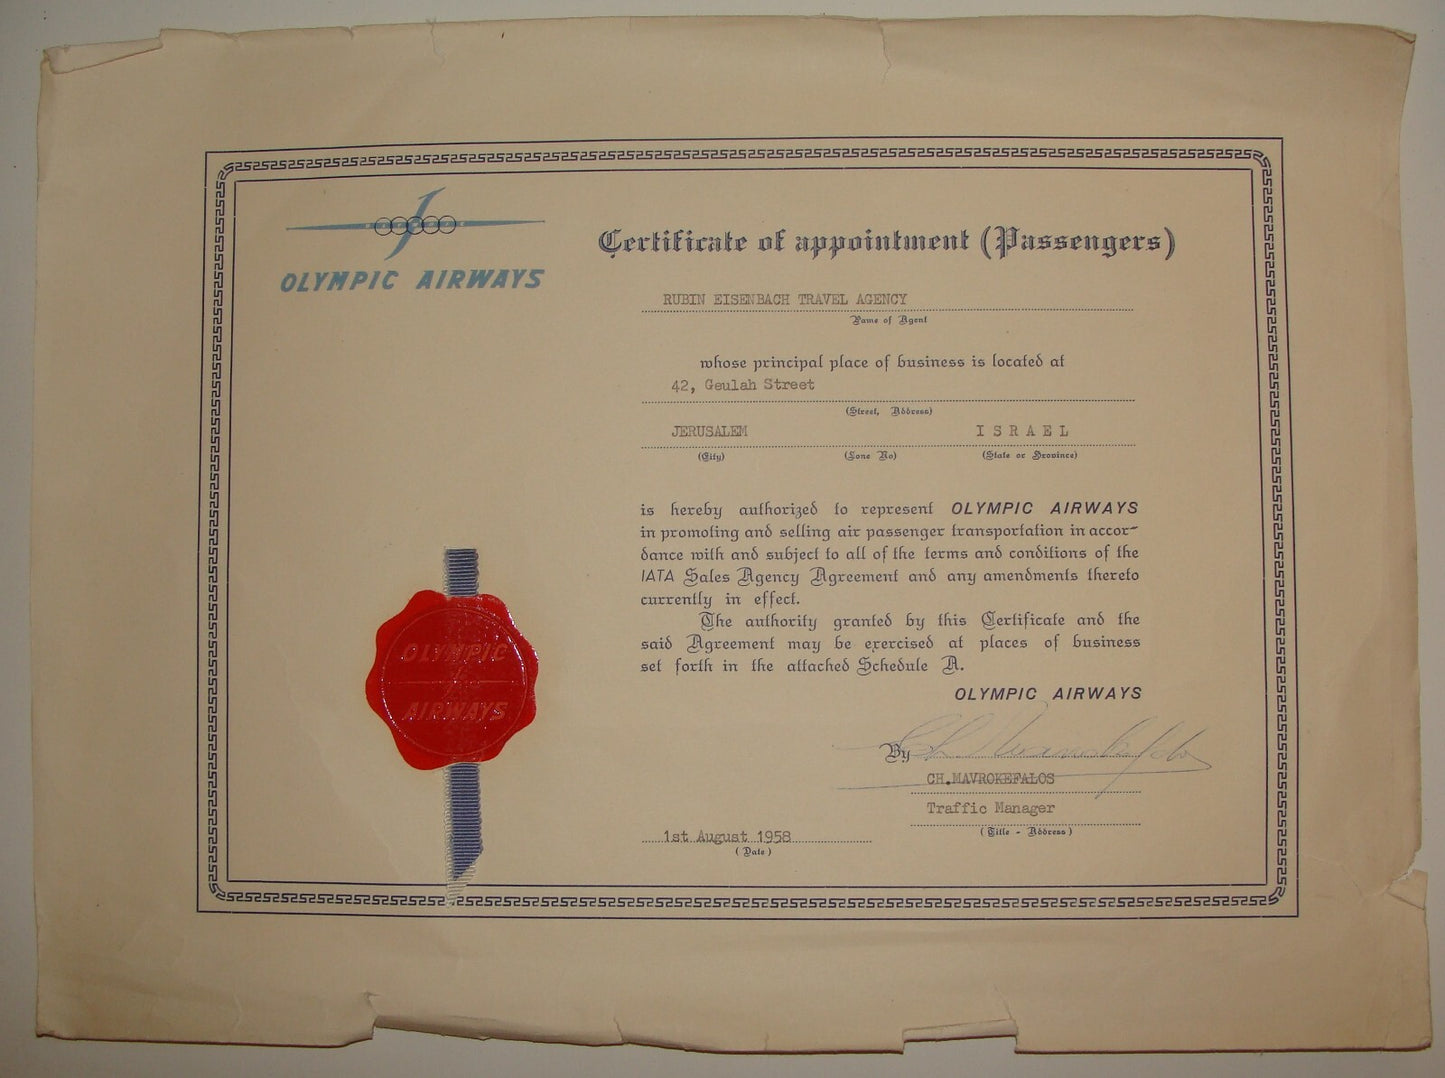 OLYMPIC AIRWAYS
Certificate of appointment (Passengers)
RUBIN EISENBACH TRAVEL AGENCY
Name of Agent
whose principal place of business is located at
42, Geulah Street
(Street, Address)
JERUSALEM I S R A E L
(City) (Zone No) (State or Province)
is hereby authorized to represent OLYMPIC AIRWAYS
in promoting and selling air passenger transportation in accor-
dance with and subject to all of the terms and conditions of the
IATA Sales Agency Agreement and any amendments thereto
currently in effect.
The authority granted by this Certificate and the
said Agreement may be exercised at places of business
set forth in the attached Schedule A.
OLYMPIC AIRWAYS
By Ch Mavrokefalos
CH.MAVROKEFALOS
Traffic Manager
(Title - Address)
1st August 1958
(Date)
OLYMPIC
AIRWAYS